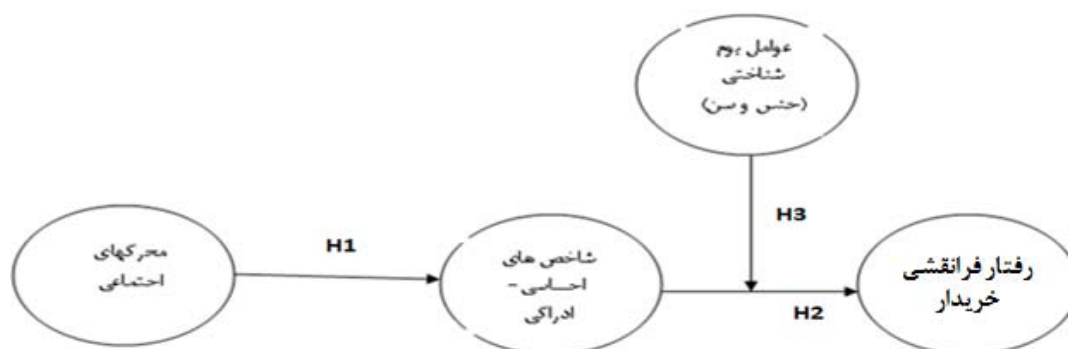 عوامل بوم
شناختی
(جنس و سن)
H3
محرکهای
اجتماعی
H1
شاخص های
احساسی-
ادراکی
H2
رفتار فرانقشی
خریدار